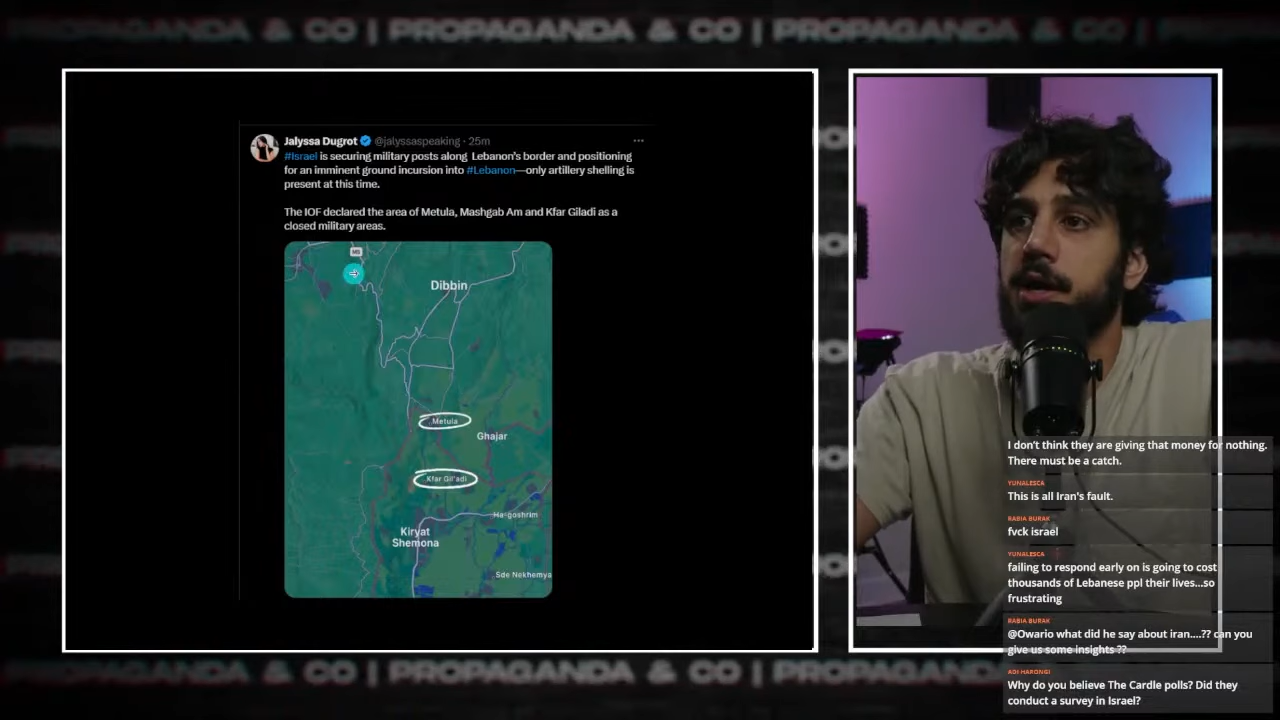 PROPAGANDA & CO | PROPAGANDA & CO | PROPAGANDA & CO
Jalyssa Dugrot @jalyssaspeaking · 25m
#Israel is securing military posts along Lebanon's border and positioning
for an imminent ground incursion into #Lebanon—only artillery shelling is
present at this time.
The IOF declared the area of Metula, Mashgab Am and Kfar Giladi as a
closed military areas.
M5
Dibbin
Metula
Ghajar
Kfar Gil'adi
Ha-goshrim
Kiryat
Shemona
Sde Nekhemya
I don't think they are giving that money for nothing.
There must be a catch.
YUNALESCA
This is all Iran's fault.
RABIA BURAK
fvck israel
YUNALESCA
failing to respond early on is going to cost
thousands of Lebanese ppl their lives...so
frustrating
RABIA BURAK
@Owario what did he say about iran....?? can you
give us some insights ??
ADI HARONGI
Why do you believe The Cardle polls? Did they
conduct a survey in Israel?
PROPAGANDA & CO | PROPAGANDA & CO | PROPAGANDA & CO